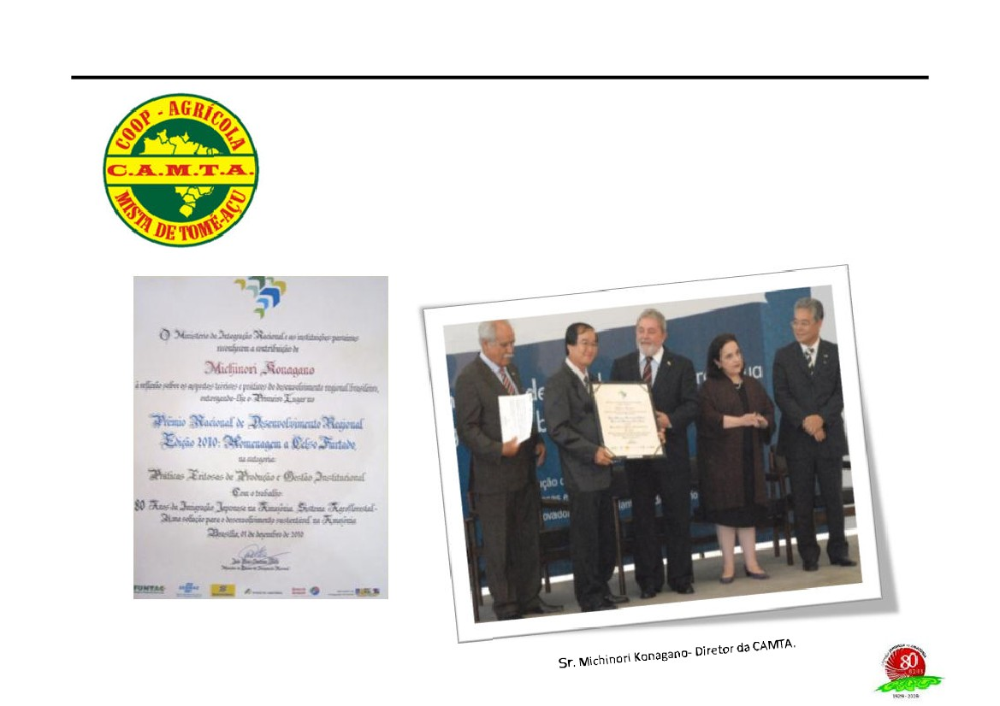 COOP - AGRÍCOLA
C.A.M.T.A.
MISTA DE TOMÉ-AÇU
O Ministério da Integração Nacional e as instituições parceiras
reconhecem a contribuição de
Michinori Konagano
à reflexão sobre os aspectos teóricos e práticos do desenvolvimento regional brasileiro,
outorgando-lhe o Primeiro Lugar no
Prêmio Nacional de Desenvolvimento Regional
Edição 2010: Homenagem a Celso Furtado,
na categoria:
Práticas Exitosas de Produção e Gestão Institucional
Com o trabalho:
80 Anos da Imigração Japonesa na Amazônia. Sistema Agroflorestal-
Uma solução para o desenvolvimento sustentável na Amazônia
Brasília, 01 de dezembro de 2010
Sr. Michinori Konagano- Diretor da CAMTA.
80
1929 - 2009